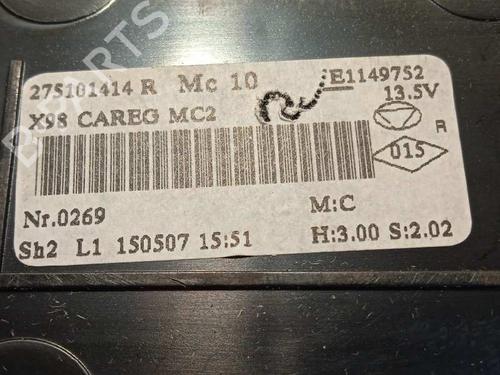 275101414 R Mc 10 E1149752
13.5V
X98 CAREG MC2
R
015
Nr.0269 M:C
Sh2 L1 150507 15:51 H:3.00 S:2.02
B-PARTS